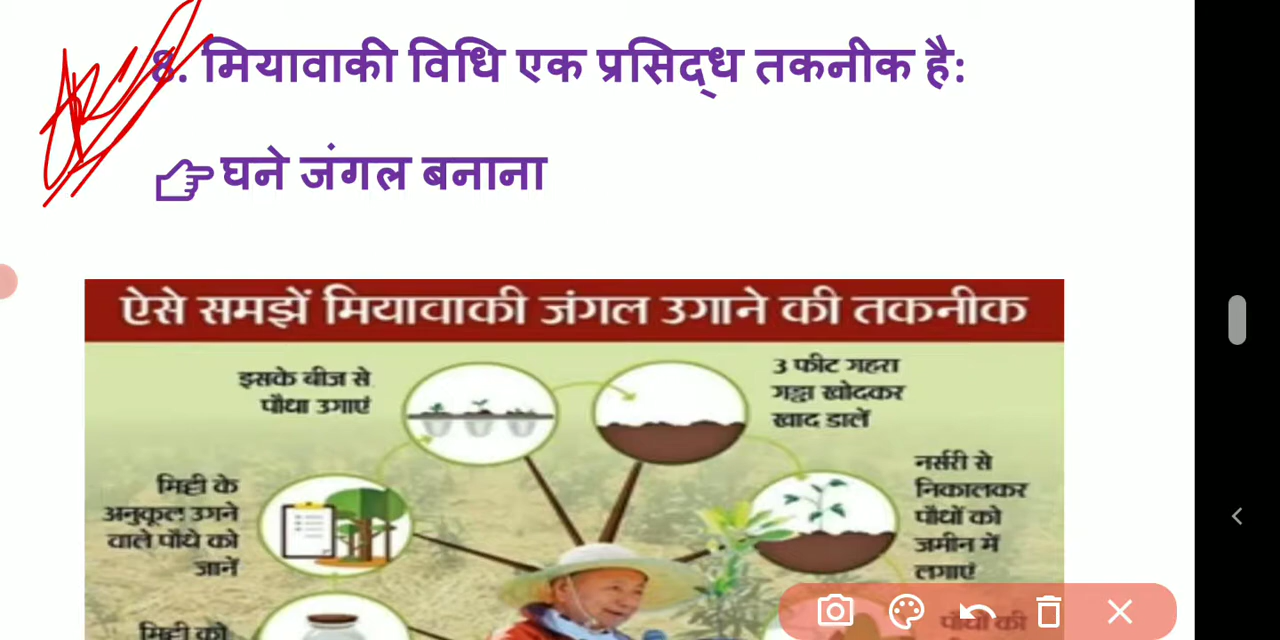 8. मियावाकी विधि एक प्रसिद्ध तकनीक है:
घने जंगल बनाना
ऐसे समझें मियावाकी जंगल उगाने की तकनीक
इसके बीज से
पौधा उगाएं
3 फीट गहरा
गड्ढा खोदकर
खाद डालें
मिट्टी के
अनुकूल उगने
वाले पौधे को
जानें
नर्सरी से
निकालकर
पौधों को
जमीन में
लगाएं
मिट्टी को
पौधों की